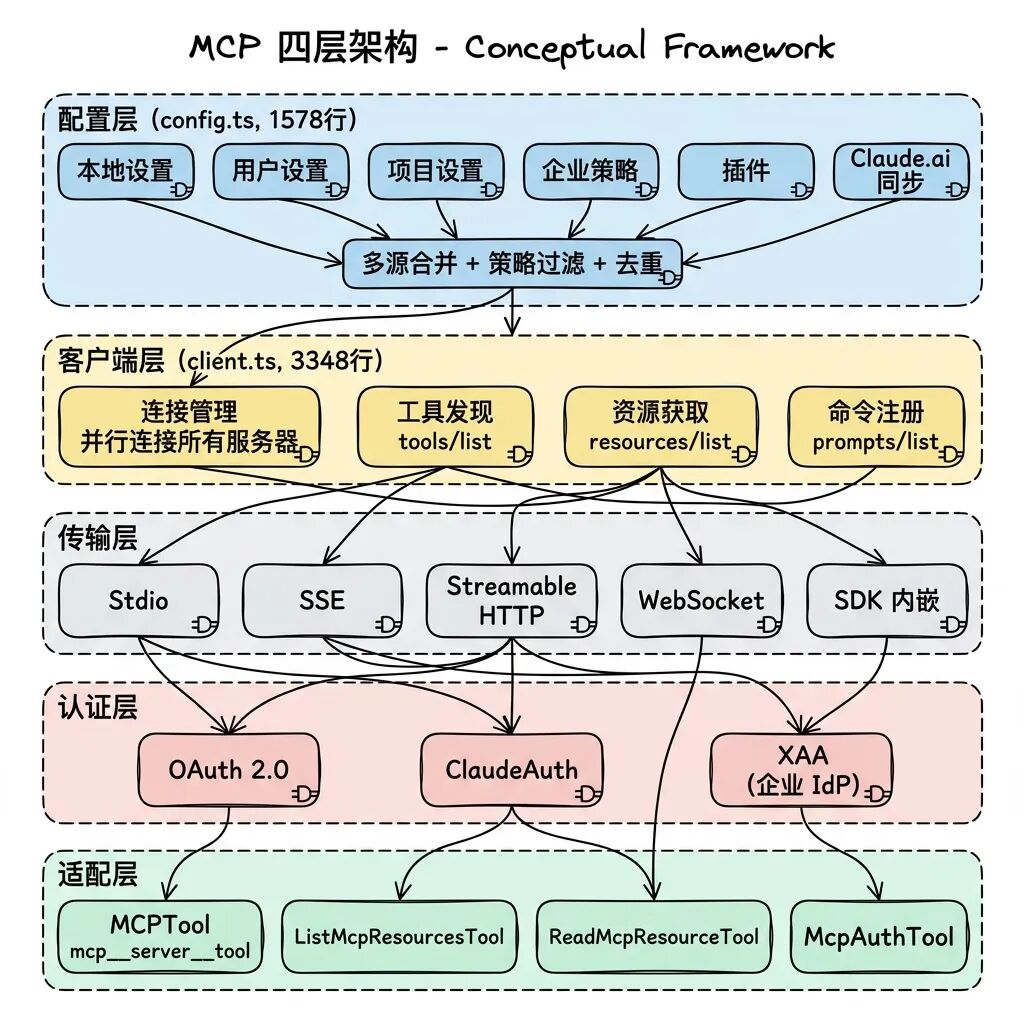 MCP 四层架构 - Conceptual Framework
配置层（config.ts, 1578行）
本地设置
用户设置
项目设置
企业策略
插件
Claude.ai
同步
多源合并 + 策略过滤 + 去重
客户端层（client.ts, 3348行）
连接管理
并行连接所有服务器
工具发现
tools/list
资源获取
resources/list
命令注册
prompts/list
传输层
Stdio
SSE
Streamable
HTTP
WebSocket
SDK 内嵌
认证层
OAuth 2.0
ClaudeAuth
XAA
（企业 IdP）
适配层
MCPTool
mcp__server__tool
ListMcpResourcesTool
ReadMcpResourceTool
McpAuthTool